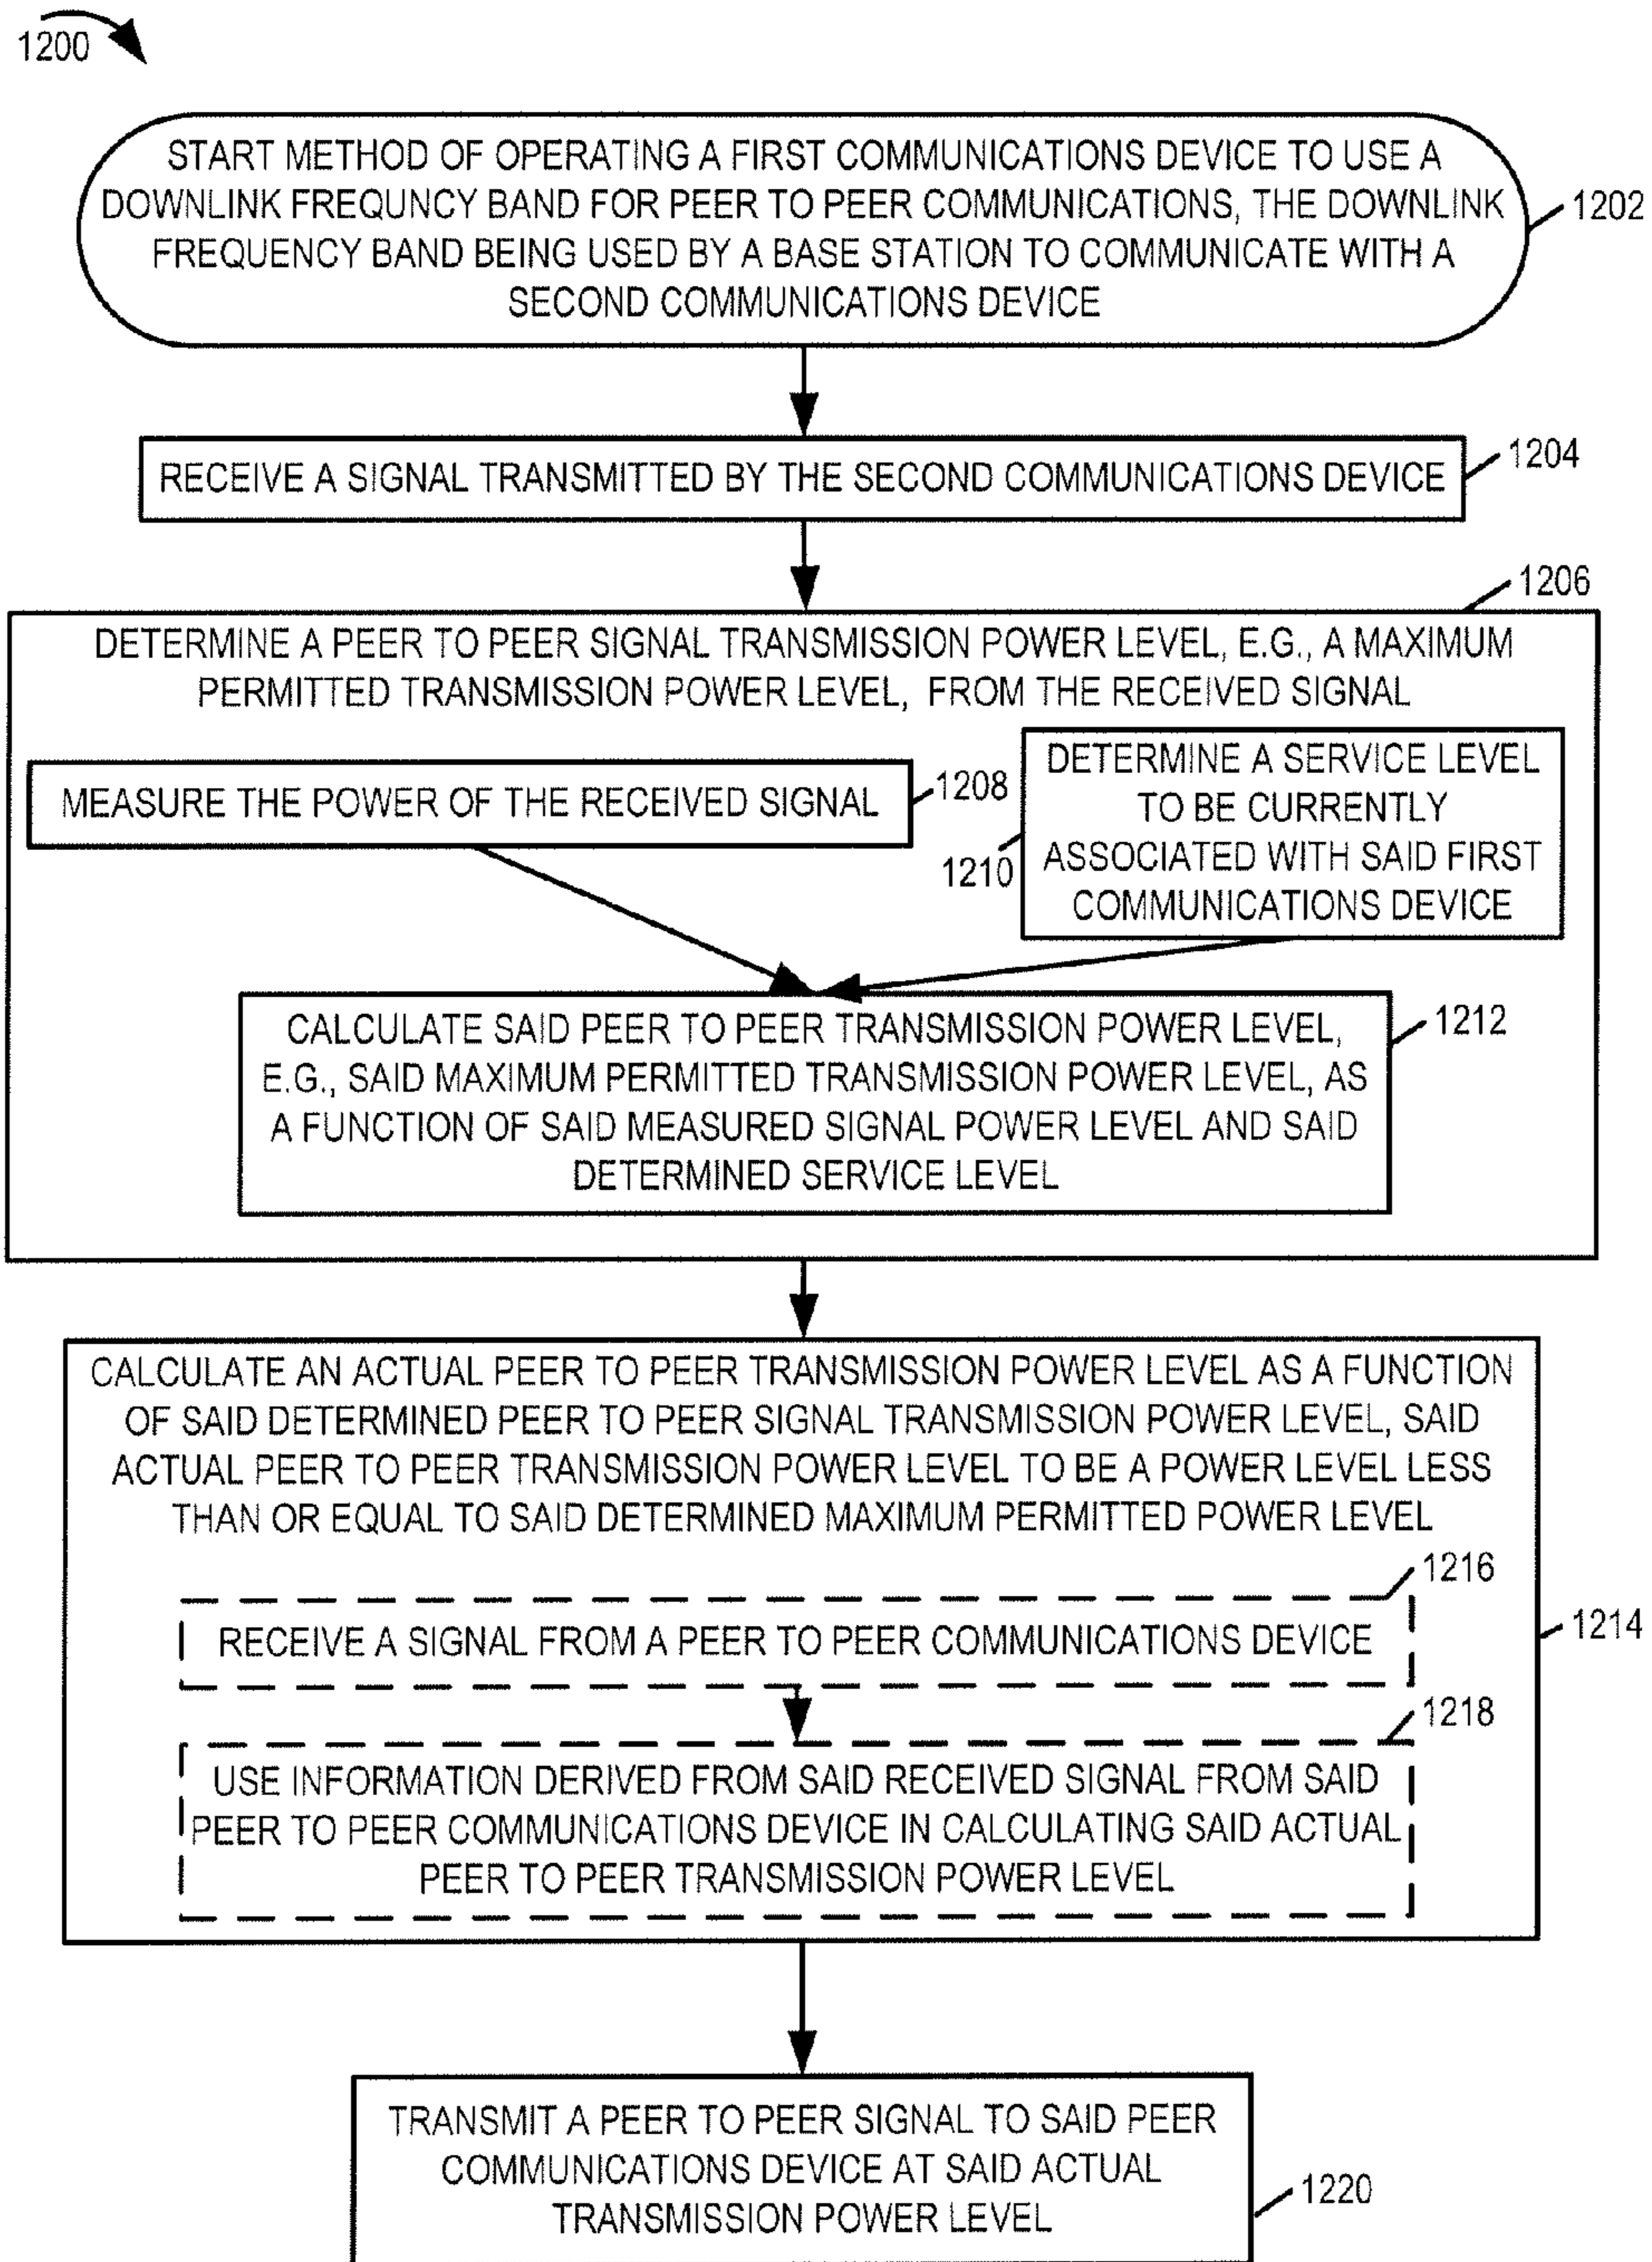 1200
START METHOD OF OPERATING A FIRST COMMUNICATIONS DEVICE TO USE A
DOWNLINK FREQUNCY BAND FOR PEER TO PEER COMMUNICATIONS, THE DOWNLINK
FREQUENCY BAND BEING USED BY A BASE STATION TO COMMUNICATE WITH A
SECOND COMMUNICATIONS DEVICE
1202
RECEIVE A SIGNAL TRANSMITTED BY THE SECOND COMMUNICATIONS DEVICE
1204
1206
DETERMINE A PEER TO PEER SIGNAL TRANSMISSION POWER LEVEL, E.G., A MAXIMUM
PERMITTED TRANSMISSION POWER LEVEL, FROM THE RECEIVED SIGNAL
MEASURE THE POWER OF THE RECEIVED SIGNAL
1208
1210
DETERMINE A SERVICE LEVEL
TO BE CURRENTLY
ASSOCIATED WITH SAID FIRST
COMMUNICATIONS DEVICE
CALCULATE SAID PEER TO PEER TRANSMISSION POWER LEVEL,
E.G., SAID MAXIMUM PERMITTED TRANSMISSION POWER LEVEL, AS
A FUNCTION OF SAID MEASURED SIGNAL POWER LEVEL AND SAID
DETERMINED SERVICE LEVEL
1212
CALCULATE AN ACTUAL PEER TO PEER TRANSMISSION POWER LEVEL AS A FUNCTION
OF SAID DETERMINED PEER TO PEER SIGNAL TRANSMISSION POWER LEVEL, SAID
ACTUAL PEER TO PEER TRANSMISSION POWER LEVEL TO BE A POWER LEVEL LESS
THAN OR EQUAL TO SAID DETERMINED MAXIMUM PERMITTED POWER LEVEL
1216
RECEIVE A SIGNAL FROM A PEER TO PEER COMMUNICATIONS DEVICE
1214
1218
USE INFORMATION DERIVED FROM SAID RECEIVED SIGNAL FROM SAID
PEER TO PEER COMMUNICATIONS DEVICE IN CALCULATING SAID ACTUAL
PEER TO PEER TRANSMISSION POWER LEVEL
TRANSMIT A PEER TO PEER SIGNAL TO SAID PEER
COMMUNICATIONS DEVICE AT SAID ACTUAL
TRANSMISSION POWER LEVEL
1220